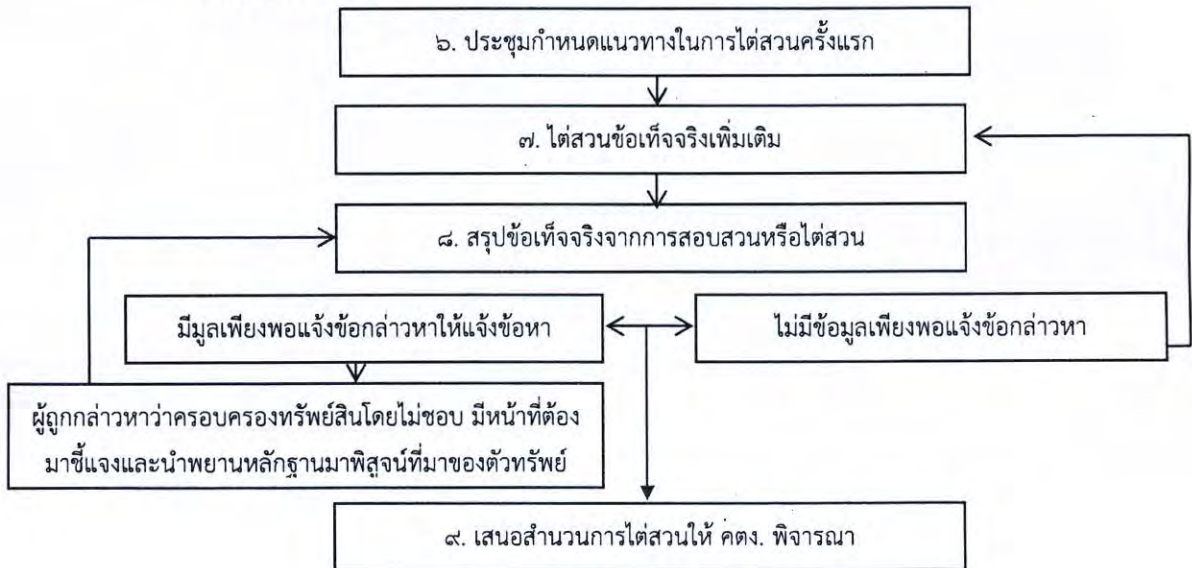 ๖. ประชุมกำหนดแนวทางในการไต่สวนครั้งแรก
๗. ไต่สวนข้อเท็จจริงเพิ่มเติม
๘. สรุปข้อเท็จจริงจากการสอบสวนหรือไต่สวน
มีมูลเพียงพอแจ้งข้อกล่าวหาให้แจ้งข้อหา
ไม่มีข้อมูลเพียงพอแจ้งข้อกล่าวหา
ผู้ถูกกล่าวหาว่าครอบครองทรัพย์สินโดยไม่ชอบ มีหน้าที่ต้อง
มาชี้แจงและนำพยานหลักฐานมาพิสูจน์ที่มาของตัวทรัพย์
๙. เสนอสำนวนการไต่สวนให้ คตง. พิจารณา